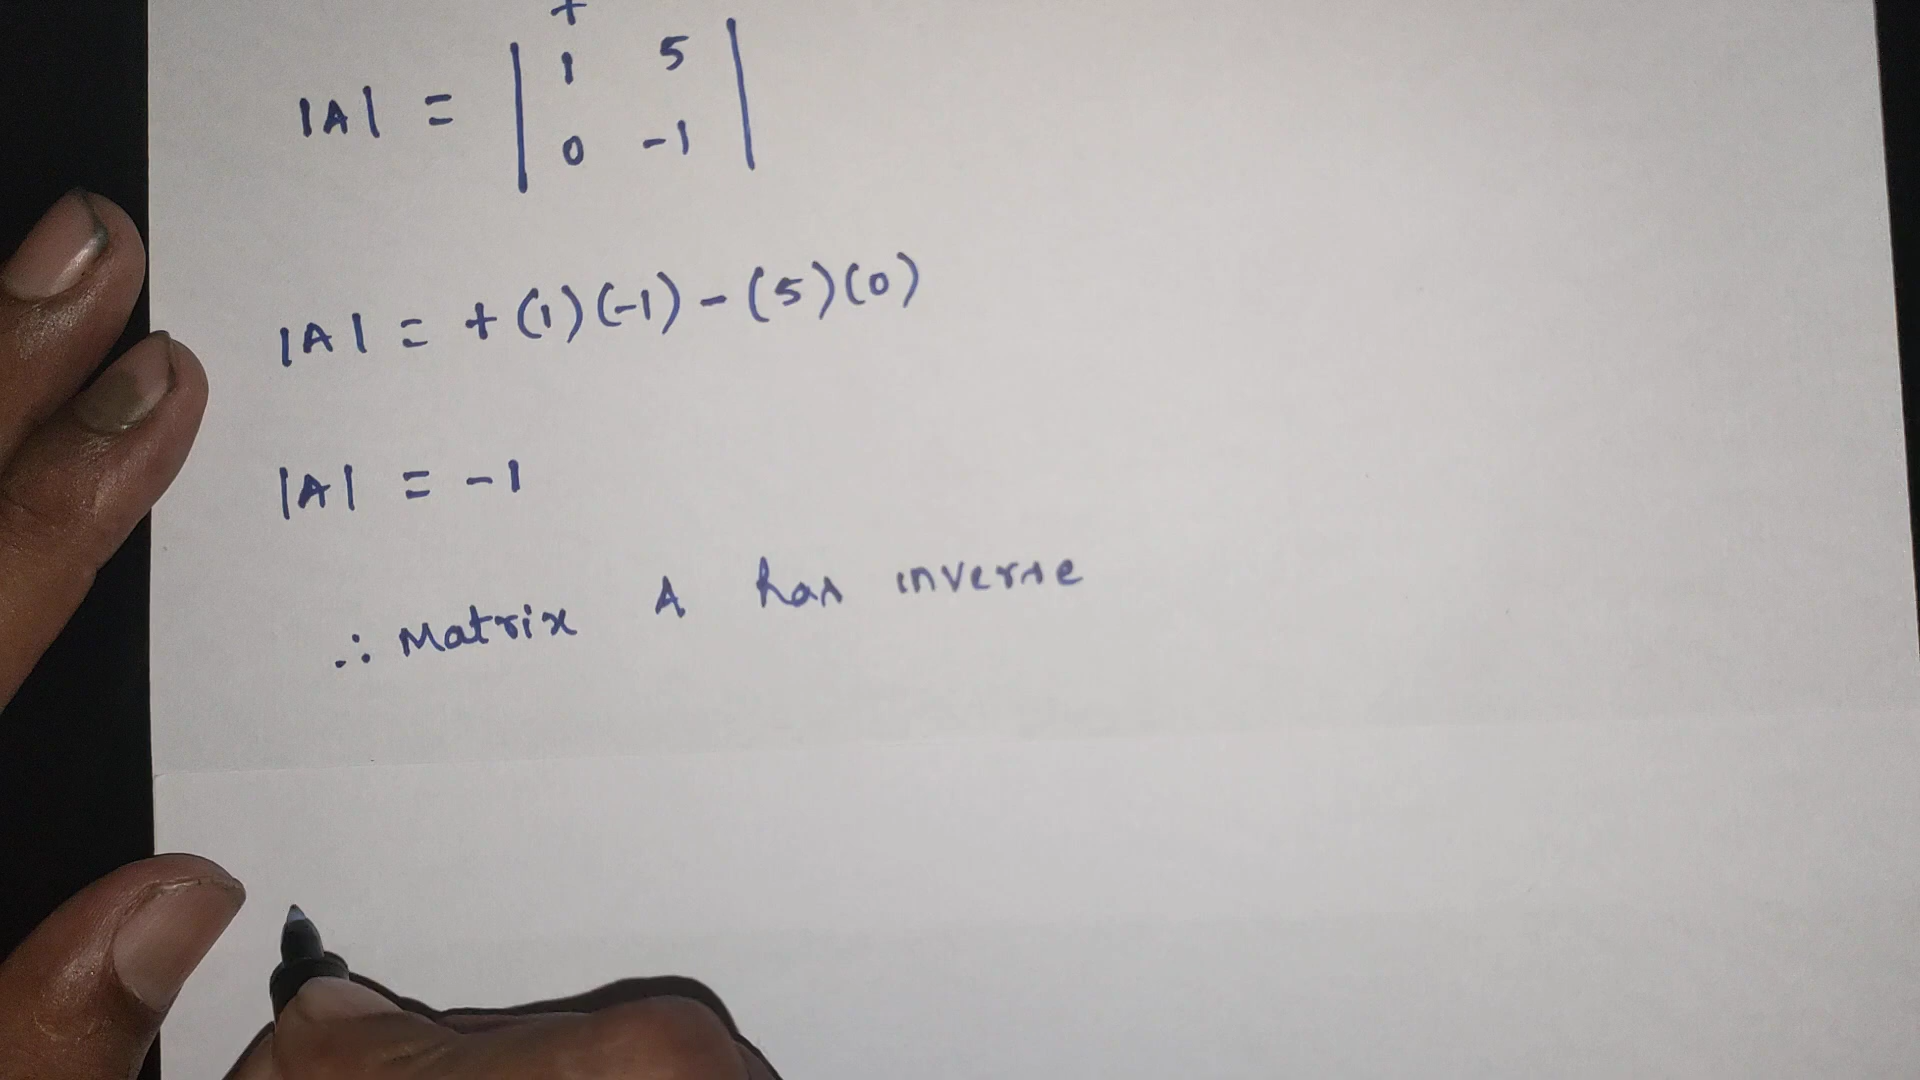 +
|A| = | 1 5 |
| 0 -1 |
|A| = +(1)(-1) - (5)(0)
|A| = -1
∴ Matrix A has inverse